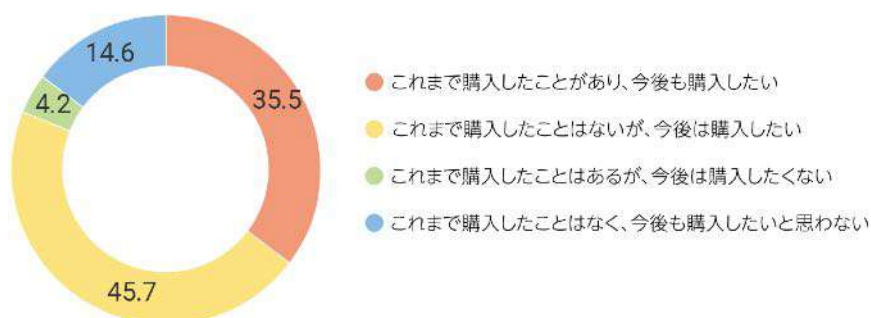 14.6
35.5
4.2
45.7
これまで購入したことがあり、今後も購入したい
これまで購入したことはないが、今後は購入したい
これまで購入したことはあるが、今後は購入したくない
これまで購入したことはなく、今後も購入したいと思わない